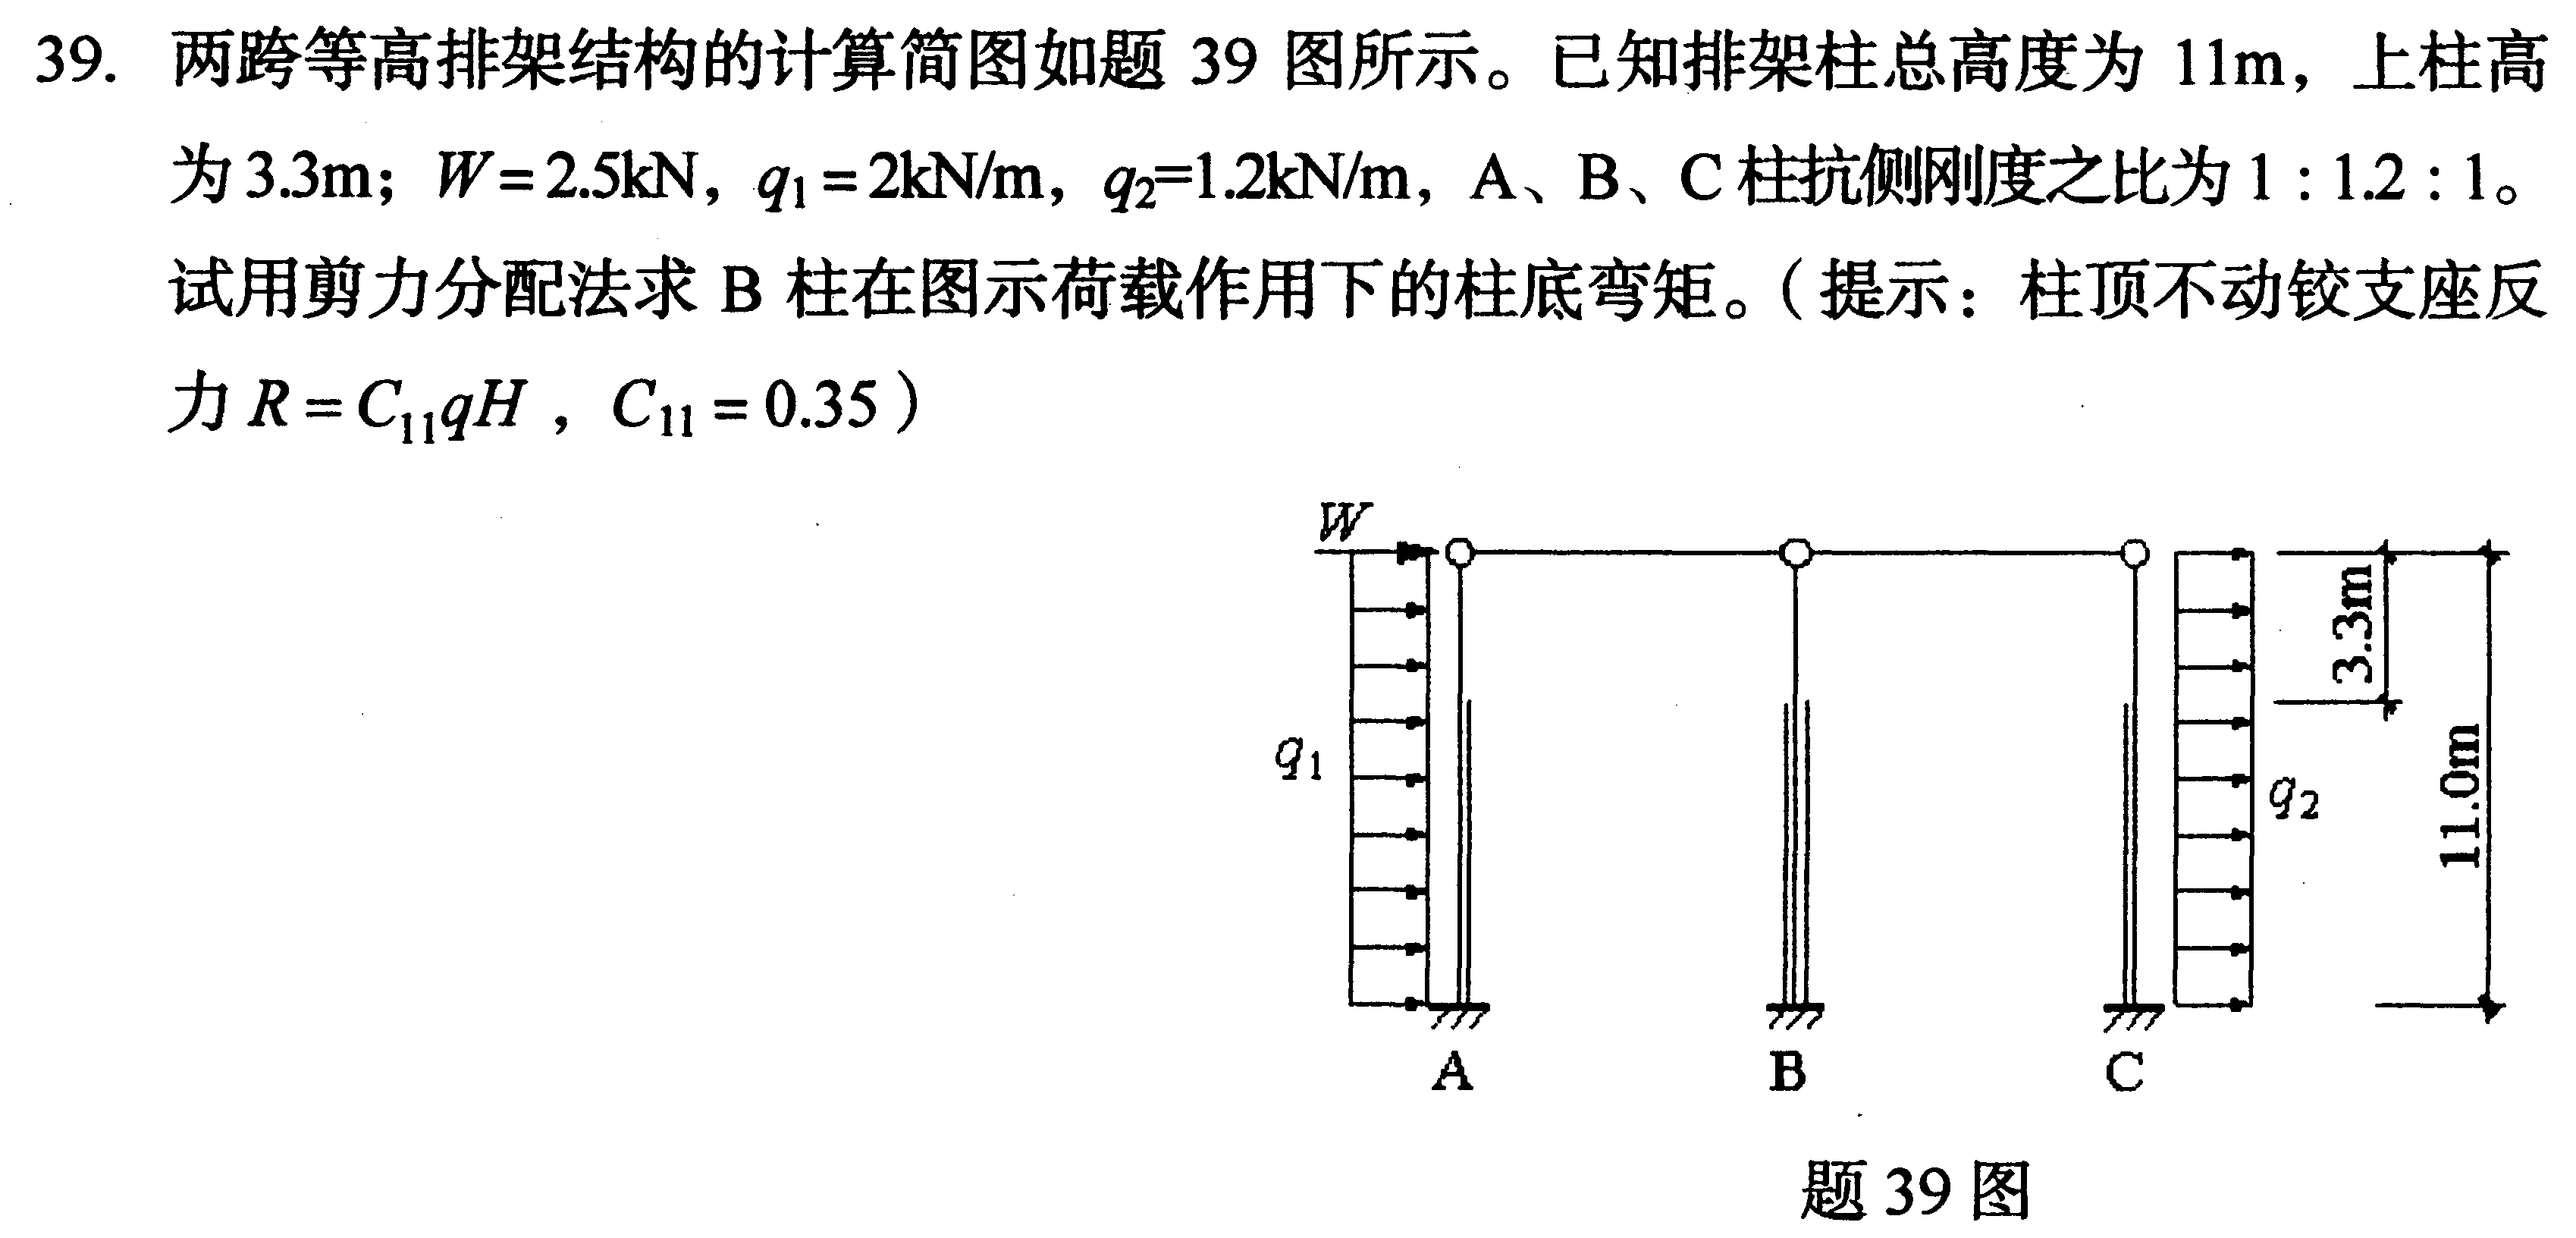 39. 两跨等高排架结构的计算简图如题 39 图所示。已知排架柱总高度为 11m，上柱高
为 3.3m；W = 2.5kN，q₁ = 2kN/m，q₂=1.2kN/m，A、B、C 柱抗侧刚度之比为 1 : 1.2 : 1。
试用剪力分配法求 B 柱在图示荷载作用下的柱底弯矩。（提示：柱顶不动铰支座反
力 R = C₁₁qH ，C₁₁ = 0.35）
W
3.3m
q₁
q₂
11.0m
A B C
题 39 图